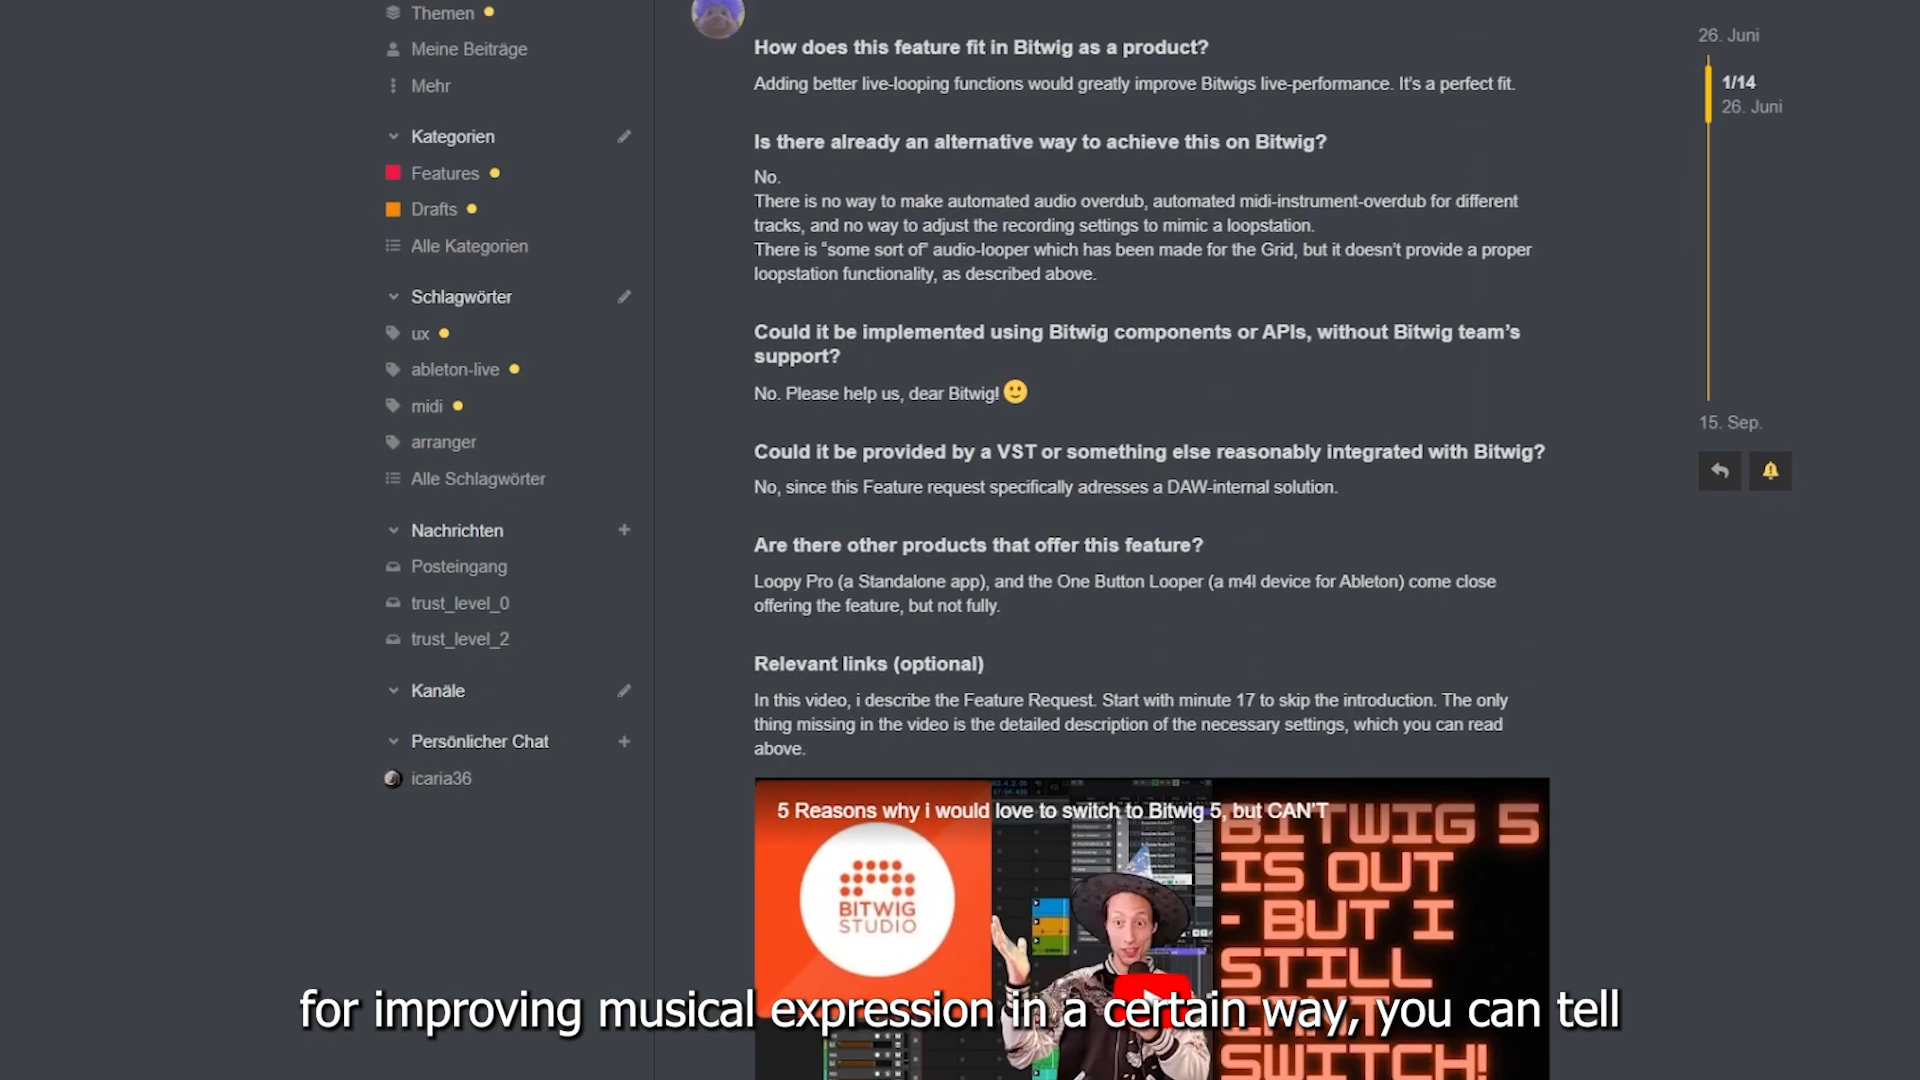 Themen
Meine Beiträge
Mehr
Kategorien
Features
Drafts
Alle Kategorien
Schlagwörter
ux
ableton-live
midi
arranger
Alle Schlagwörter
Nachrichten
Posteingang
trust_level_0
trust_level_2
Kanäle
Persönlicher Chat
icaria36
How does this feature fit in Bitwig as a product?
Adding better live-looping functions would greatly improve Bitwigs live-performance. It's a perfect fit.
Is there already an alternative way to achieve this on Bitwig?
No.
There is no way to make automated audio overdub, automated midi-instrument-overdub for different
tracks, and no way to adjust the recording settings to mimic a loopstation.
There is “some sort of” audio-looper which has been made for the Grid, but it doesn’t provide a proper
loopstation functionality, as described above.
Could it be implemented using Bitwig components or APIs, without Bitwig team’s
support?
No. Please help us, dear Bitwig! 🙂
Could it be provided by a VST or something else reasonably integrated with Bitwig?
No, since this Feature request specifically adresses a DAW-internal solution.
Are there other products that offer this feature?
Loopy Pro (a Standalone app), and the One Button Looper (a m4l device for Ableton) come close
offering the feature, but not fully.
Relevant links (optional)
In this video, i describe the Feature Request. Start with minute 17 to skip the introduction. The only
thing missing in the video is the detailed description of the necessary settings, which you can read
above.
5 Reasons why i would love to switch to Bitwig 5, but CAN'T
BITWIG
STUDIO
BITWIG 5
IS OUT
- BUT I
STILL
SWITCH!
26. Juni
1/14
26. Juni
15. Sep.
for improving musical expression in a certain way, you can tell